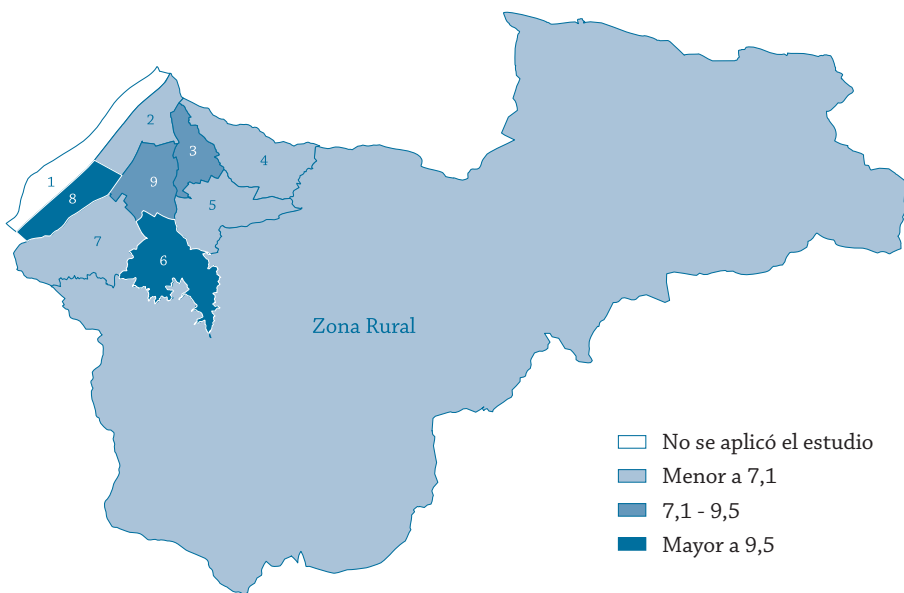 2
3
4
1
9
8
5
7
6
Zona Rural
No se aplicó el estudio
Menor a 7,1
7,1 - 9,5
Mayor a 9,5